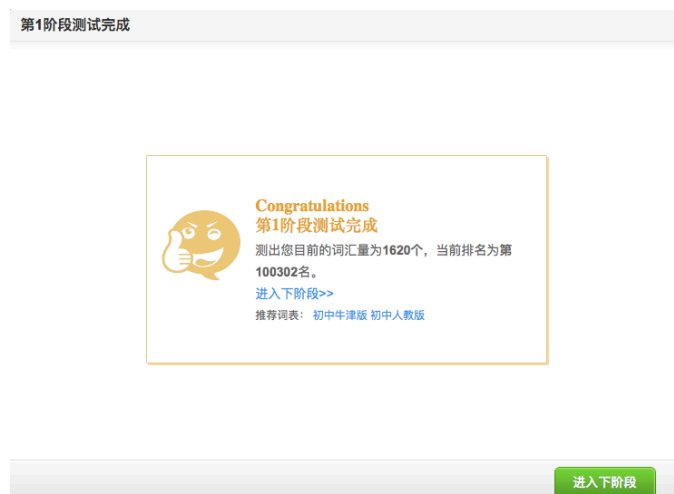 第1阶段测试完成
Congratulations
第1阶段测试完成
测出您目前的词汇量为1620个，当前排名为第
100302名。
进入下阶段>>
推荐词表： 初中牛津版 初中人教版
进入下阶段